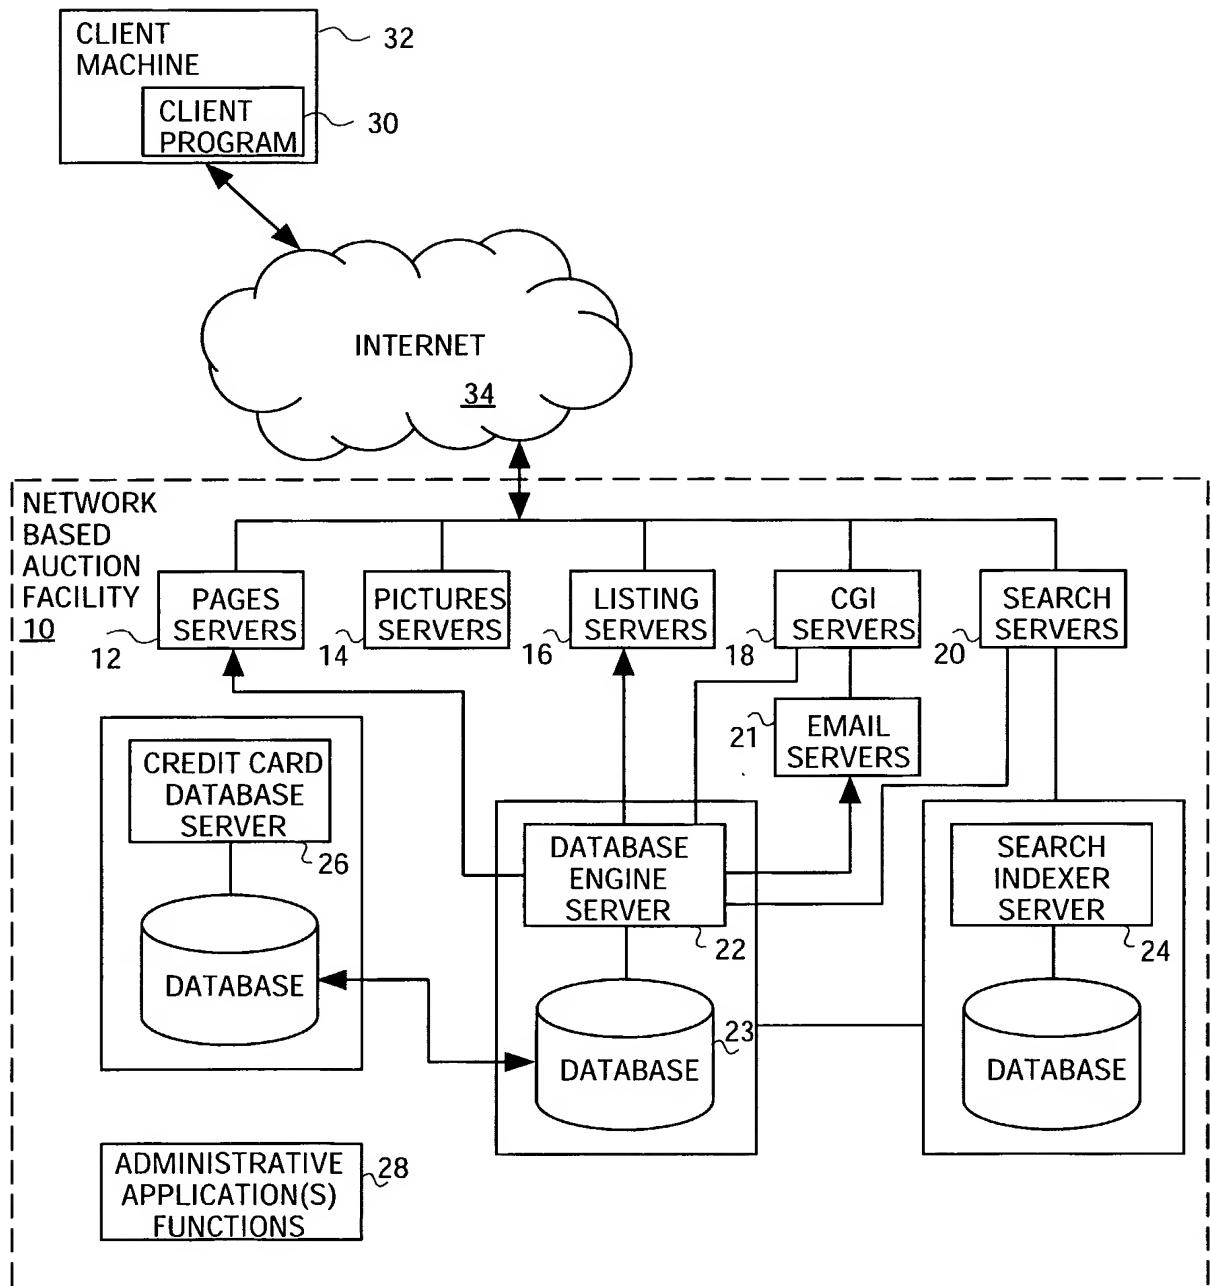 CLIENT
MACHINE
32
CLIENT
PROGRAM
30
INTERNET
34
NETWORK
BASED
AUCTION
FACILITY
10
PAGES
SERVERS
12
PICTURES
SERVERS
14
LISTING
SERVERS
16
CGI
SERVERS
18
SEARCH
SERVERS
20
EMAIL
SERVERS
21
CREDIT CARD
DATABASE
SERVER
26
DATABASE
DATABASE
ENGINE
SERVER
22
DATABASE
23
SEARCH
INDEXER
SERVER
24
DATABASE
ADMINISTRATIVE
APPLICATION(S)
FUNCTIONS
28